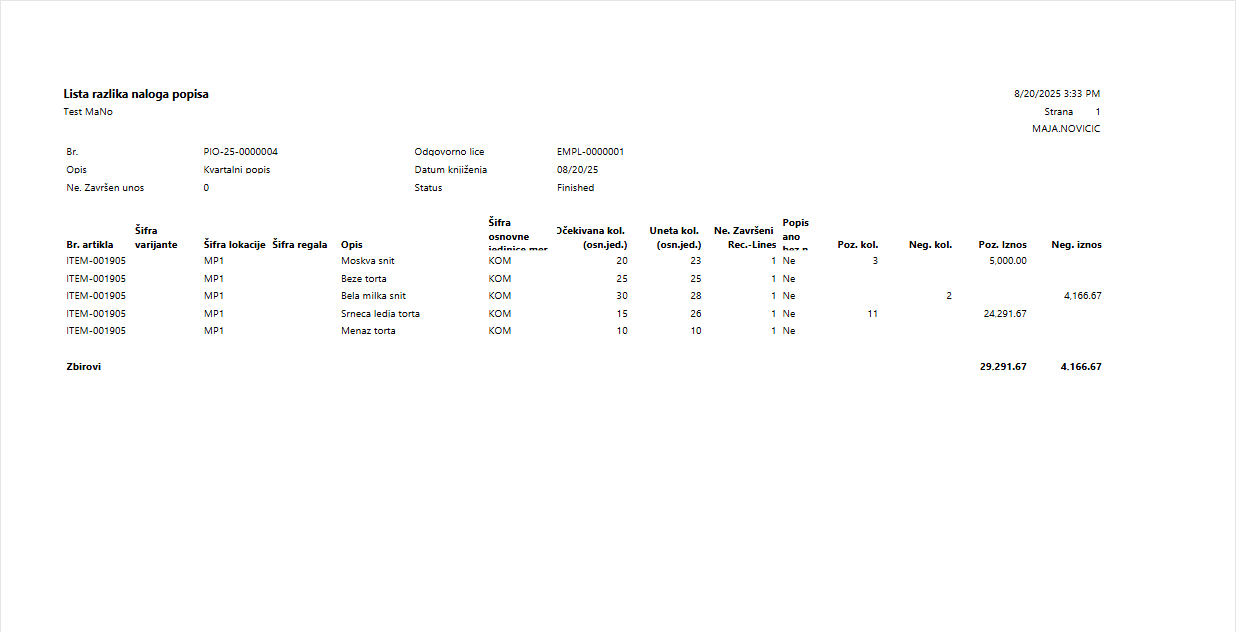 Lista razlika naloga popisa 8/20/2025 3:33 PM
Test MaNo Strana 1
MAJA.NOVICIC
Br. PIO-25-0000004 Odgovorno lice EMPL-0000001
Opis Kvartalni popis Datum knjiženja 08/20/25
Ne. Završen unos 0 Status Finished
Šifra Popis
Šifra osnovne Očekivana kol. Uneta kol. Ne. Završeni ano
Br. artikla varijante Šifra lokacije Šifra regala Opis jedinice mer (osn.jed.) (osn.jed.) Rec.-Lines bez n Poz. kol. Neg. kol. Poz. Iznos Neg. iznos
ITEM-001905 MP1 Moskva snit KOM 20 23 1 Ne 3 5,000.00
ITEM-001905 MP1 Beze torta KOM 25 25 1 Ne
ITEM-001905 MP1 Bela milka snit KOM 30 28 1 Ne 2 4,166.67
ITEM-001905 MP1 Srneca ledja torta KOM 15 26 1 Ne 11 24,291.67
ITEM-001905 MP1 Menaz torta KOM 10 10 1 Ne
Zbirovi 29,291.67 4,166.67